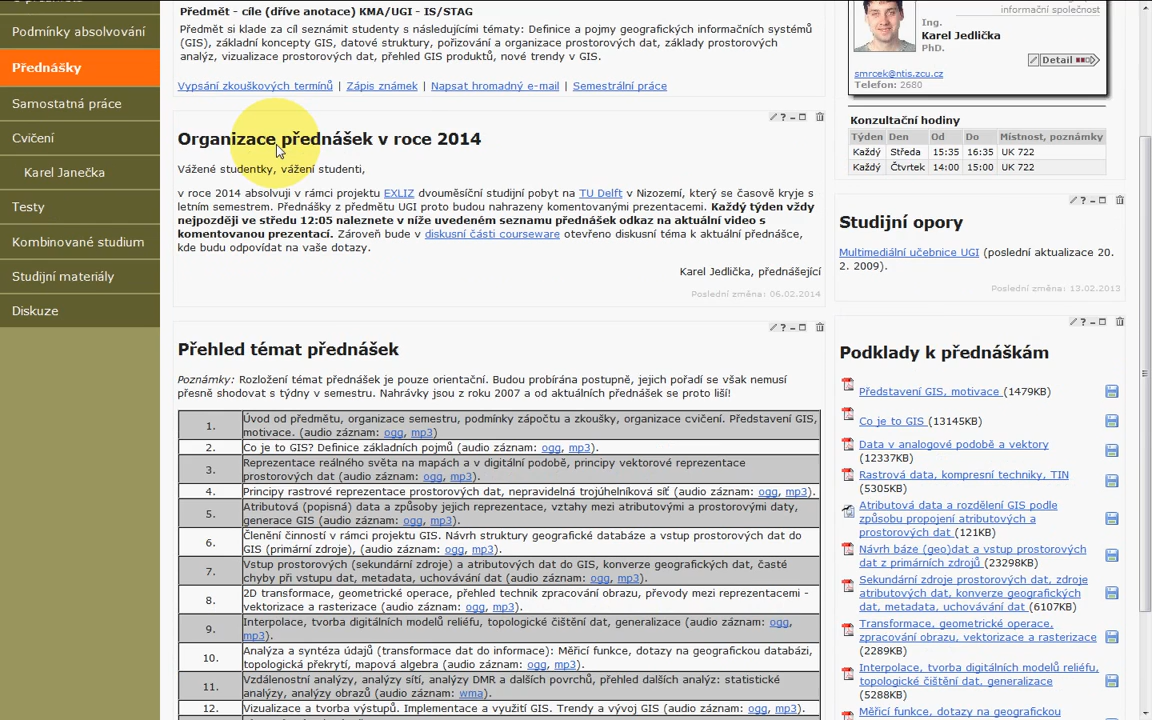 Podmínky absolvování
Přednášky
Samostatná práce
Cvičení
Karel Janečka
Testy
Kombinované studium
Studijní materiály
Diskuze
Předmět - cíle (dříve anotace) KMA/UGI - IS/STAG
Předmět si klade za cíl seznámit studenty s následujícími tématy: Definice a pojmy geografických informačních systémů
(GIS), základní koncepty GIS, datové struktury, pořizování a organizace prostorových dat, základy prostorových
analýz, vizualizace prostorových dat, přehled GIS produktů, nové trendy v GIS.
Vypsání zkouškových termínů | Zápis známek | Napsat hromadný e-mail | Semestrální práce
Organizace přednášek v roce 2014
Vážené studentky, vážení studenti,
v roce 2014 absolvuji v rámci projektu EXLIZ dvouměsíční studijní pobyt na TU Delft v Nizozemí, který se časově kryje s
letním semestrem. Přednášky z předmětu UGI proto budou nahrazeny komentovanými prezentacemi. Každý týden vždy
nejpozději ve středu 12:05 naleznete v níže uvedeném seznamu přednášek odkaz na aktuální video s
komentovanou prezentací. Zároveň bude v diskusní části courseware otevřeno diskusní téma k aktuální přednášce,
kde budu odpovídat na vaše dotazy.
Karel Jedlička, přednášející
Poslední změna: 06.02.2014
Přehled témat přednášek
Poznámky: Rozložení témat přednášek je pouze orientační. Budou probírána postupně, jejich pořadí se však nemusí
přesně shodovat s týdny v semestru. Nahrávky jsou z roku 2007 a od aktuálních přednášek se proto liší!
1. Úvod od předmětu, organizace semestru, podmínky zápočtu a zkoušky, organizace cvičení. Představení GIS,
motivace. (audio záznam: ogg, mp3)
2. Co je to GIS? Definice základních pojmů (audio záznam: ogg, mp3).
3. Reprezentace reálného světa na mapách a v digitální podobě, principy vektorové reprezentace
prostorových dat (audio záznam: ogg, mp3).
4. Principy rastrové reprezentace prostorových dat, nepravidelná trojúhelníková síť (audio záznam: ogg, mp3).
5. Atributová (popisná) data a způsoby jejich reprezentace, vztahy mezi atributovými a prostorovými daty,
generace GIS (audio záznam: ogg, mp3).
6. Členění činností v rámci projektu GIS. Návrh struktury geografické databáze a vstup prostorových dat do
GIS (primární zdroje), (audio záznam: ogg, mp3).
7. Vstup prostorových (sekundární zdroje) a atributových dat do GIS, konverze geografických dat, časté
chyby při vstupu dat, metadata, uchovávání dat (audio záznam: ogg, mp3).
8. 2D transformace, geometrické operace, přehled technik zpracování obrazu, převody mezi reprezentacemi -
vektorizace a rasterizace (audio záznam: ogg, mp3).
9. Interpolace, tvorba digitálních modelů reliéfu, topologické čištění dat, generalizace (audio záznam: ogg,
mp3).
10. Analýza a syntéza údajů (transformace dat do informace): Měřicí funkce, dotazy na geografickou databázi,
topologická překrytí, mapová algebra (audio záznam: ogg, mp3).
11. Vzdálenostní analýzy, analýzy sítí, analýzy DMR a dalších povrchů, přehled dalších analýz: statistické
analýzy, analýzy obrazů (audio záznam: wma).
12. Vizualizace a tvorba výstupů. Implementace a využití GIS. Trendy a vývoj GIS (audio záznam: ogg, mp3).
informační společnost
Ing.
Karel Jedlička
PhD.
Detail
smrcek@ntis.zcu.cz
Telefon: 2680
Konzultační hodiny
Týden Den Od Do Místnost, poznámky
Každý Středa 15:35 16:35 UK 722
Každý Čtvrtek 14:00 15:00 UK 722
Studijní opory
Multimediální učebnice UGI (poslední aktualizace 20.
2. 2009).
Poslední změna: 13.02.2013
Podklady k přednáškám
Představení GIS, motivace (1479KB)
Co je to GIS (13145KB)
Data v analogové podobě a vektory
(12337KB)
Rastrová data, kompresní techniky, TIN
(5305KB)
Atributová data a rozdělení GIS podle
způsobu propojení atributových a
prostorových dat (121KB)
Návrh báze (geo)dat a vstup prostorových
dat z primárních zdrojů (23298KB)
Sekundární zdroje prostorových dat, zdroje
atributových dat, konverze geografických
dat, metadata, uchovávání dat (6107KB)
Transformace, geometrické operace,
zpracování obrazu, vektorizace a rasterizace
(2289KB)
Interpolace, tvorba digitálních modelů reliéfu,
topologické čištění dat, generalizace
(5288KB)
Měřicí funkce, dotazy na geografickou